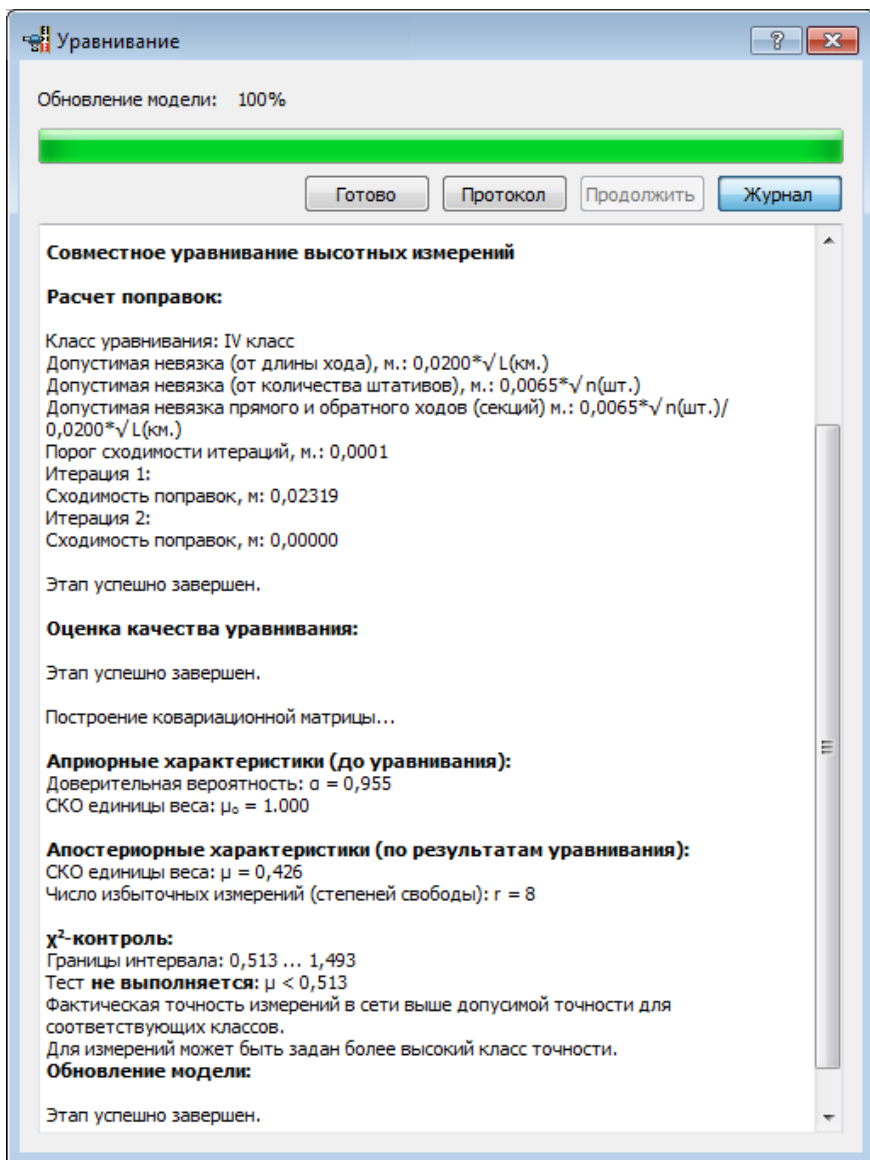 Уравнивание
Обновление модели: 100%
Готово
Протокол
Продолжить
Журнал
Совместное уравнивание высотных измерений
Расчет поправок:
Класс уравнивания: IV класс
Допустимая невязка (от длины хода), м.: 0,0200*√ L(км.)
Допустимая невязка (от количества штативов), м.: 0,0065*√ n(шт.)
Допустимая невязка прямого и обратного ходов (секций) м.: 0,0065*√ n(шт.)/
0,0200*√ L(км.)
Порог сходимости итераций, м.: 0,0001
Итерация 1:
Сходимость поправок, м: 0,02319
Итерация 2:
Сходимость поправок, м: 0,00000
Этап успешно завершен.
Оценка качества уравнивания:
Этап успешно завершен.
Построение ковариационной матрицы...
Априорные характеристики (до уравнивания):
Доверительная вероятность: α = 0,955
СКО единицы веса: μ₀ = 1.000
Апостериорные характеристики (по результатам уравнивания):
СКО единицы веса: μ = 0,426
Число избыточных измерений (степеней свободы): r = 8
χ²-контроль:
Границы интервала: 0,513 ... 1,493
Тест не выполняется: μ < 0,513
Фактическая точность измерений в сети выше допусимой точности для
соответствующих классов.
Для измерений может быть задан более высокий класс точности.
Обновление модели:
Этап успешно завершен.